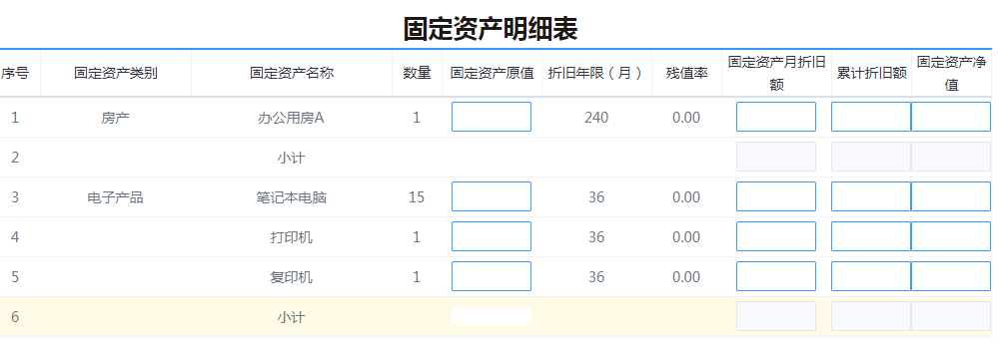 固定资产明细表
序号 固定资产类别 固定资产名称 数量 固定资产原值 折旧年限（月） 残值率 固定资产月折旧额 累计折旧额 固定资产净值
1 房产 办公用房A 1 240 0.00
2 小计
3 电子产品 笔记本电脑 15 36 0.00
4 打印机 1 36 0.00
5 复印机 1 36 0.00
6 小计